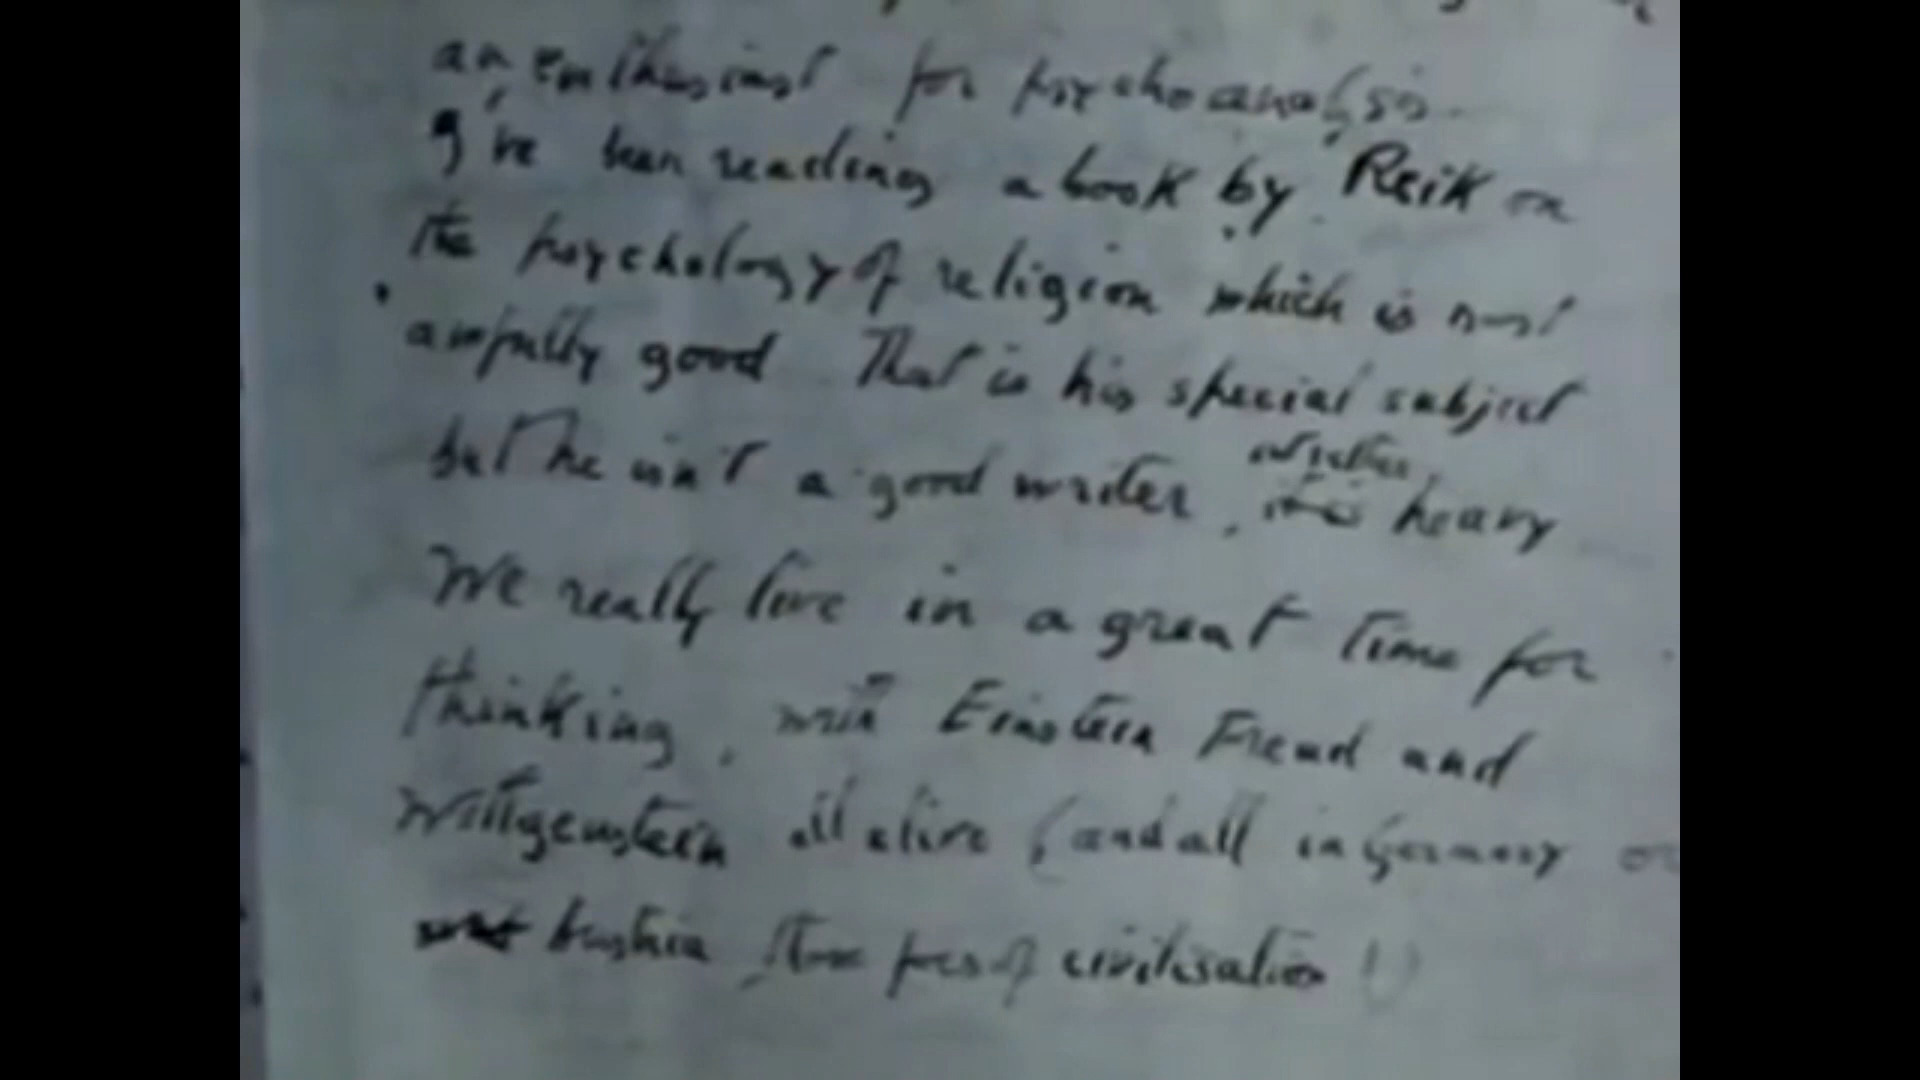 an enthusiast for psychoanalysis.
I've been reading a book by Reik on
the psychology of religion which is most
awfully good That is his special subject
but he isn't a good writer, heavy
We really live in a great time for
thinking, with Einstein Freud and
Wittgenstein all alive (and all in Germany or
Austria, those foes of civilisation!)